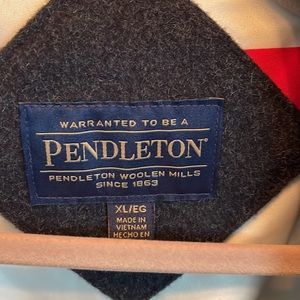 WARRANTED TO BE A
PENDLETON®
PENDLETON WOOLEN MILLS
SINCE 1863
XL/EG
MADE IN
VIETNAM
HECHO EN